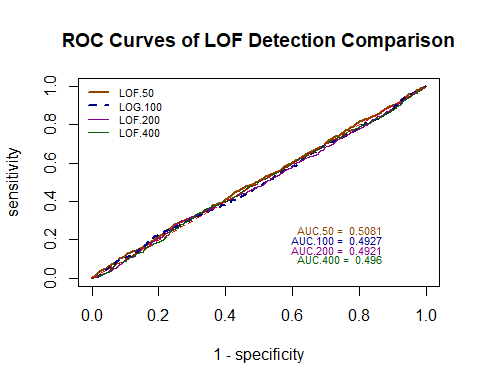 ROC Curves of LOF Detection Comparison
LOF.50
LOG.100
LOF.200
LOF.400
sensitivity
1.0
0.8
0.6
0.4
0.2
0.0
AUC.50 = 0.5081
AUC.100 = 0.4927
AUC.200 = 0.4921
AUC.400 = 0.496
0.0 0.2 0.4 0.6 0.8 1.0
1 - specificity